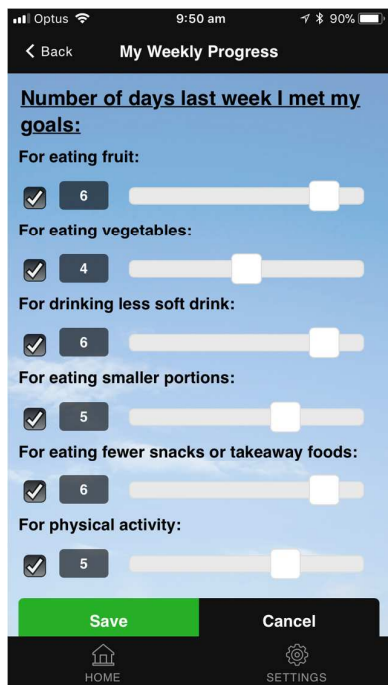 Optus 9:50 am 90%
Back My Weekly Progress
Number of days last week I met my
goals:
For eating fruit:
6
For eating vegetables:
4
For drinking less soft drink:
6
For eating smaller portions:
5
For eating fewer snacks or takeaway foods:
6
For physical activity:
5
Save Cancel
HOME SETTINGS